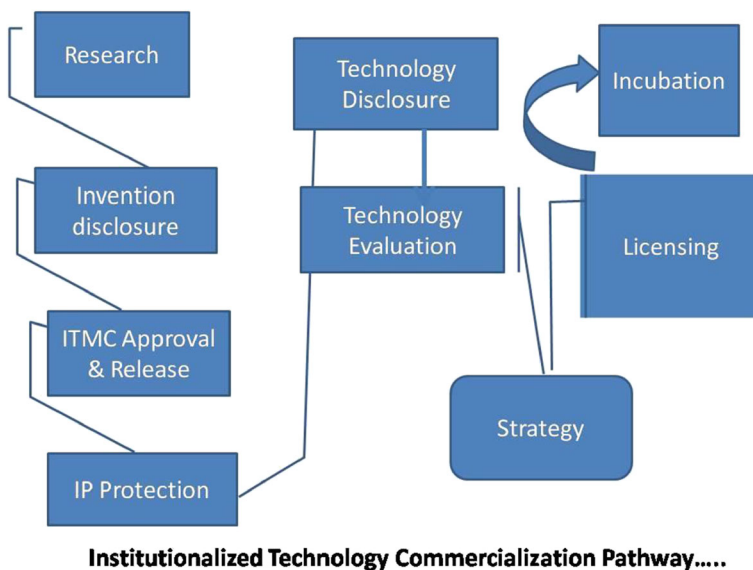 Research
Invention
disclosure
ITMC Approval
& Release
IP Protection
Technology
Disclosure
Technology
Evaluation
Strategy
Licensing
Incubation
Institutionalized Technology Commercialization Pathway.....